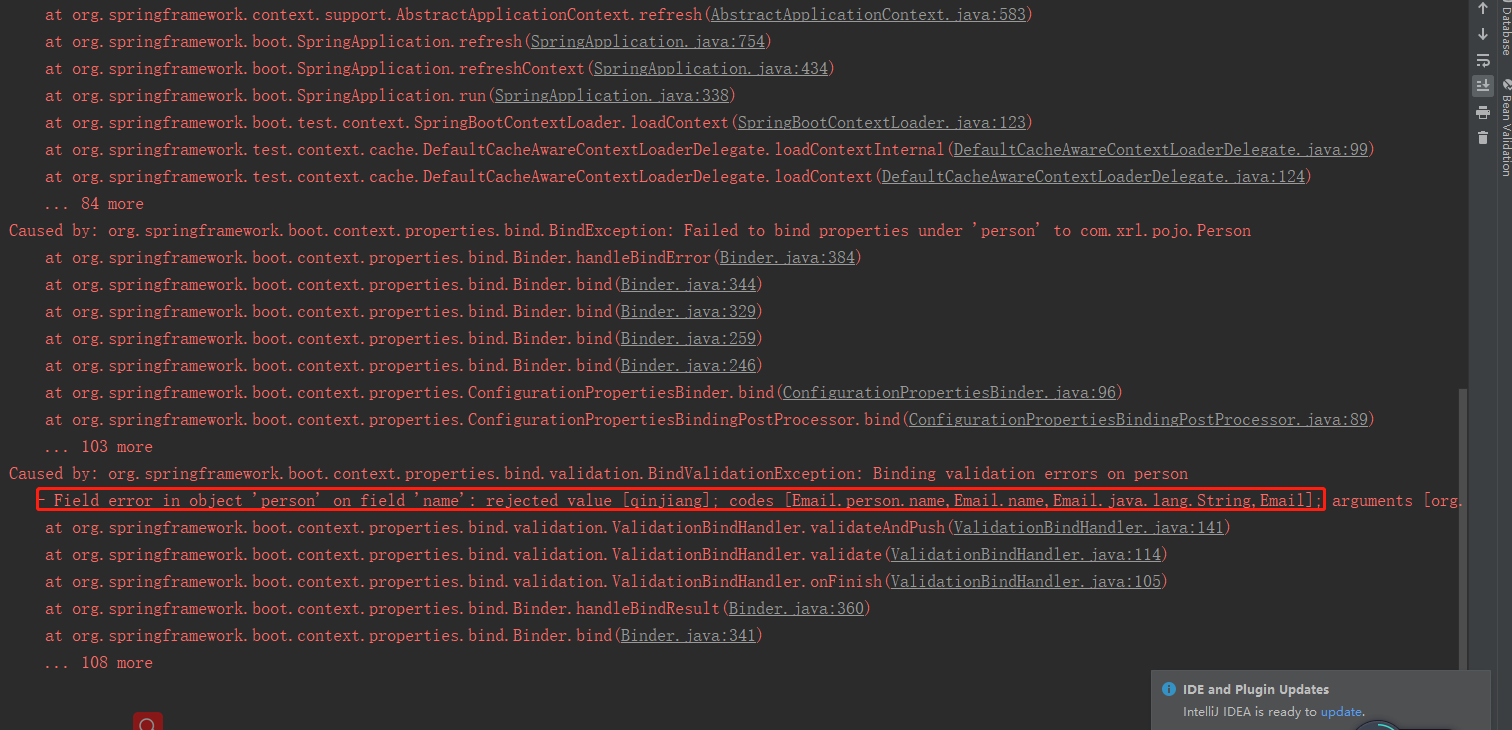 at org.springframework.context.support.AbstractApplicationContext.refresh(AbstractApplicationContext.java:583)
at org.springframework.boot.SpringApplication.refresh(SpringApplication.java:754)
at org.springframework.boot.SpringApplication.refreshContext(SpringApplication.java:434)
at org.springframework.boot.SpringApplication.run(SpringApplication.java:338)
at org.springframework.boot.test.context.SpringBootContextLoader.loadContext(SpringBootContextLoader.java:123)
at org.springframework.test.context.cache.DefaultCacheAwareContextLoaderDelegate.loadContextInternal(DefaultCacheAwareContextLoaderDelegate.java:99)
at org.springframework.test.context.cache.DefaultCacheAwareContextLoaderDelegate.loadContext(DefaultCacheAwareContextLoaderDelegate.java:124)
... 84 more
Caused by: org.springframework.boot.context.properties.bind.BindException: Failed to bind properties under 'person' to com.xrl.pojo.Person
at org.springframework.boot.context.properties.bind.Binder.handleBindError(Binder.java:384)
at org.springframework.boot.context.properties.bind.Binder.bind(Binder.java:344)
at org.springframework.boot.context.properties.bind.Binder.bind(Binder.java:329)
at org.springframework.boot.context.properties.bind.Binder.bind(Binder.java:259)
at org.springframework.boot.context.properties.bind.Binder.bind(Binder.java:246)
at org.springframework.boot.context.properties.ConfigurationPropertiesBinder.bind(ConfigurationPropertiesBinder.java:96)
at org.springframework.boot.context.properties.ConfigurationPropertiesBindingPostProcessor.bind(ConfigurationPropertiesBindingPostProcessor.java:89)
... 103 more
Caused by: org.springframework.boot.context.properties.bind.validation.BindValidationException: Binding validation errors on person
- Field error in object 'person' on field 'name': rejected value [qinjiang]; codes [Email.person.name,Email.name,Email.java.lang.String,Email]; arguments [org.
at org.springframework.boot.context.properties.bind.validation.ValidationBindHandler.validateAndPush(ValidationBindHandler.java:141)
at org.springframework.boot.context.properties.bind.validation.ValidationBindHandler.validate(ValidationBindHandler.java:114)
at org.springframework.boot.context.properties.bind.validation.ValidationBindHandler.onFinish(ValidationBindHandler.java:105)
at org.springframework.boot.context.properties.bind.Binder.handleBindResult(Binder.java:360)
at org.springframework.boot.context.properties.bind.Binder.bind(Binder.java:341)
... 108 more
Database
Bean Validation
IDE and Plugin Updates
IntelliJ IDEA is ready to update.